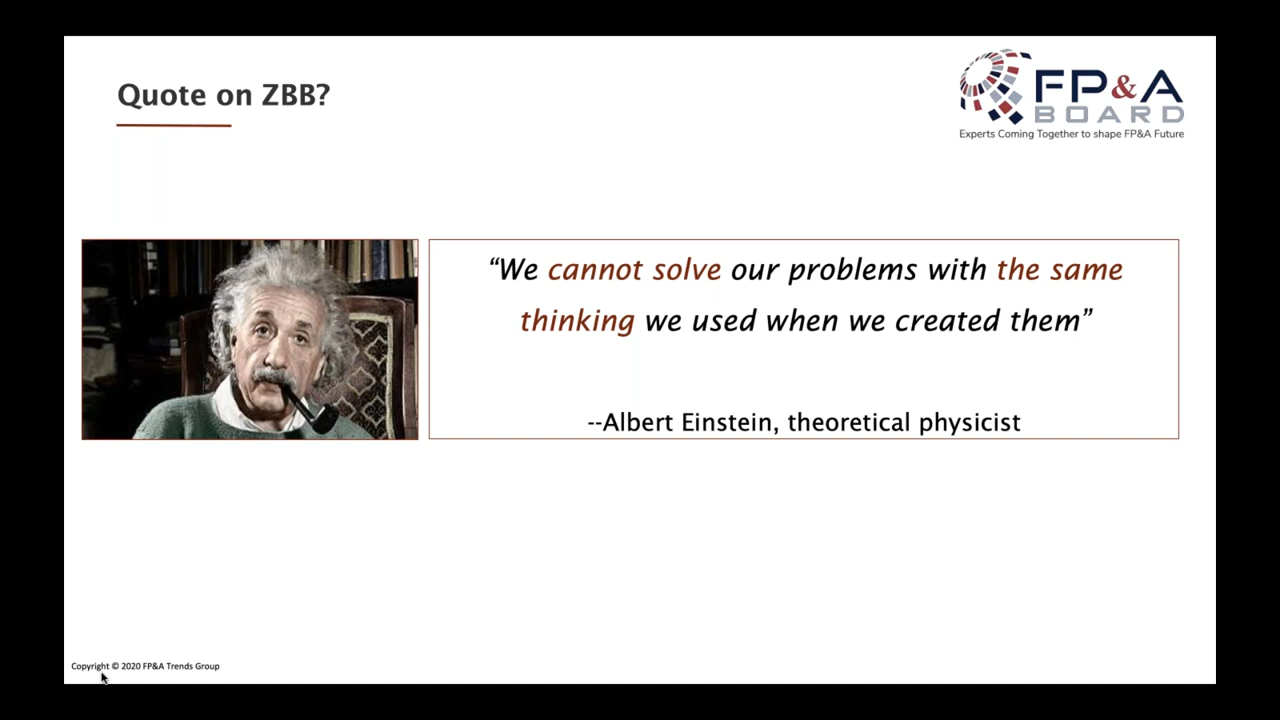 Quote on ZBB?
FP&A
BOARD
Experts Coming Together to shape FP&A Future
“We cannot solve our problems with the same
thinking we used when we created them”
--Albert Einstein, theoretical physicist
Copyright © 2020 FP&A Trends Group